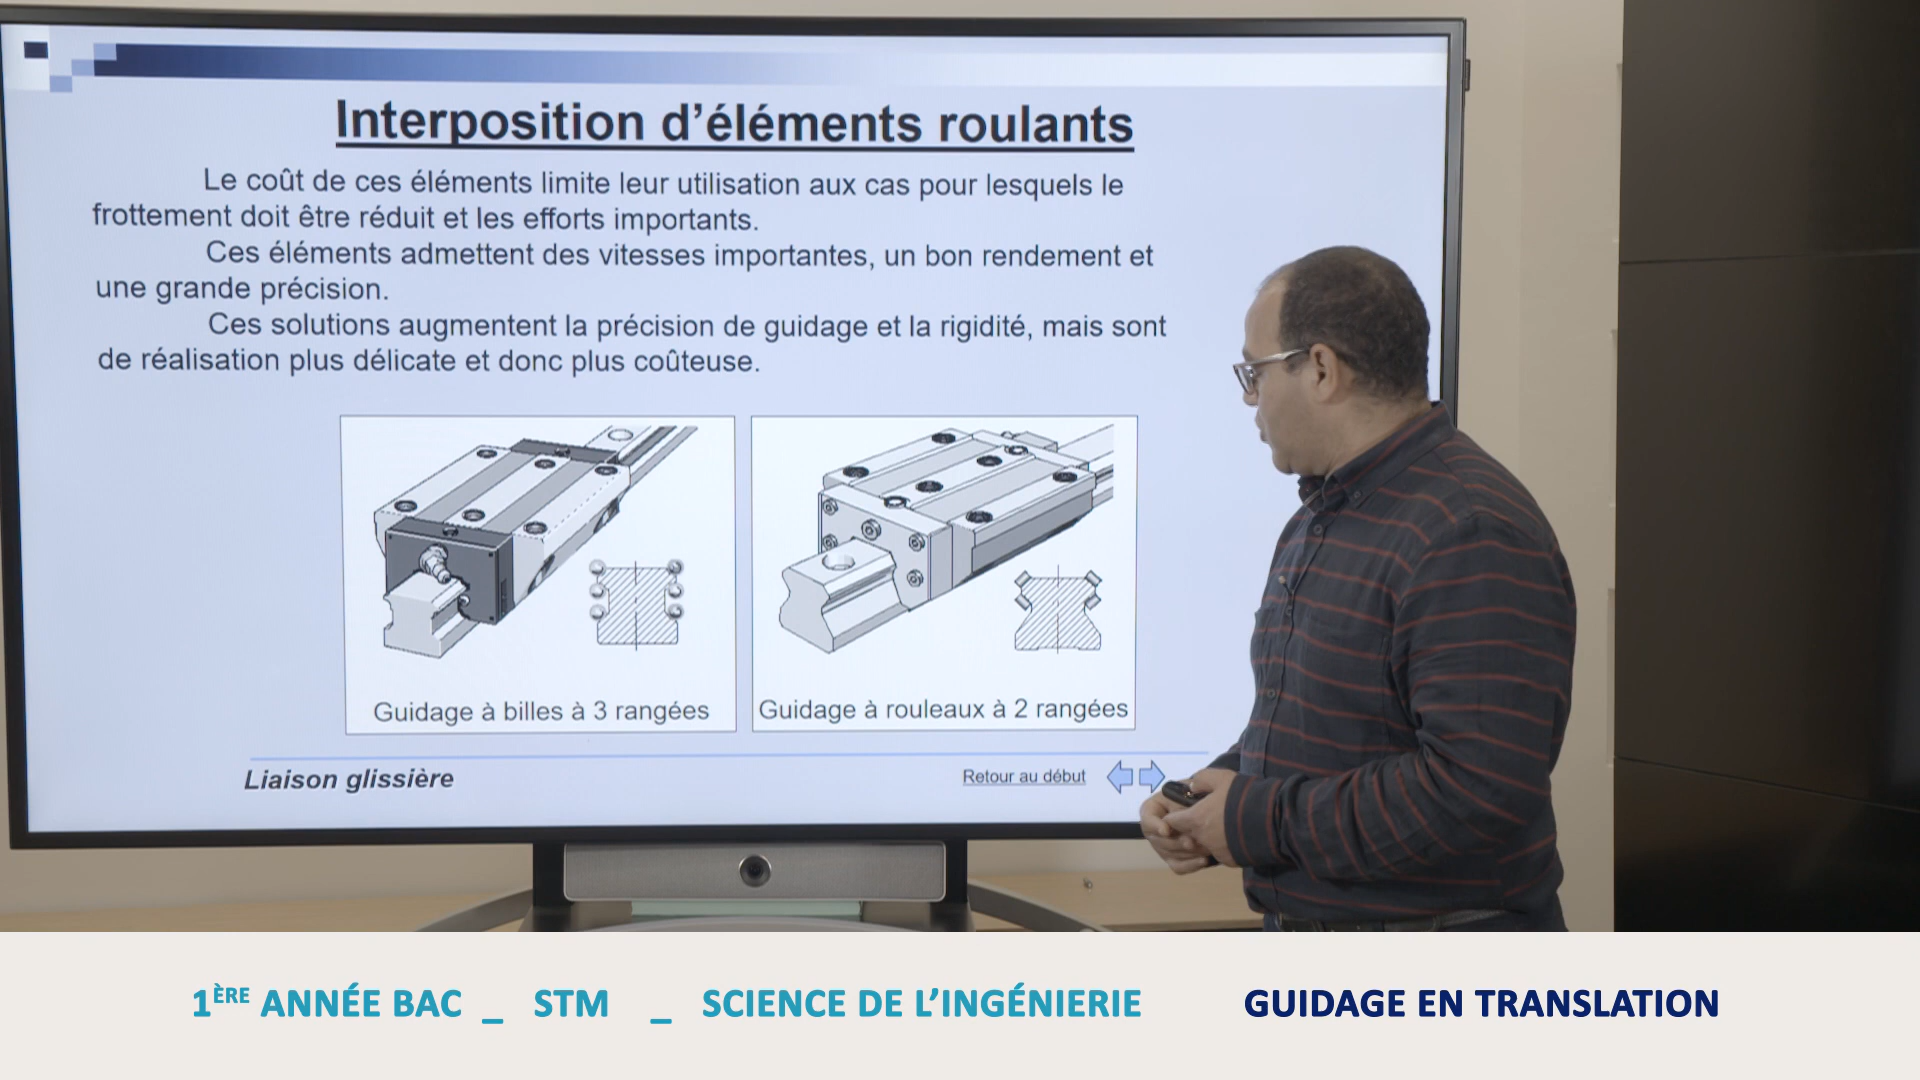 Interposition d’éléments roulants
Le coût de ces éléments limite leur utilisation aux cas pour lesquels le
frottement doit être réduit et les efforts importants.
Ces éléments admettent des vitesses importantes, un bon rendement et
une grande précision.
Ces solutions augmentent la précision de guidage et la rigidité, mais sont
de réalisation plus délicate et donc plus coûteuse.
Guidage à billes à 3 rangées
Guidage à rouleaux à 2 rangées
Liaison glissière
Retour au début
1ÈRE ANNÉE BAC _ STM _ SCIENCE DE L’INGÉNIERIE GUIDAGE EN TRANSLATION